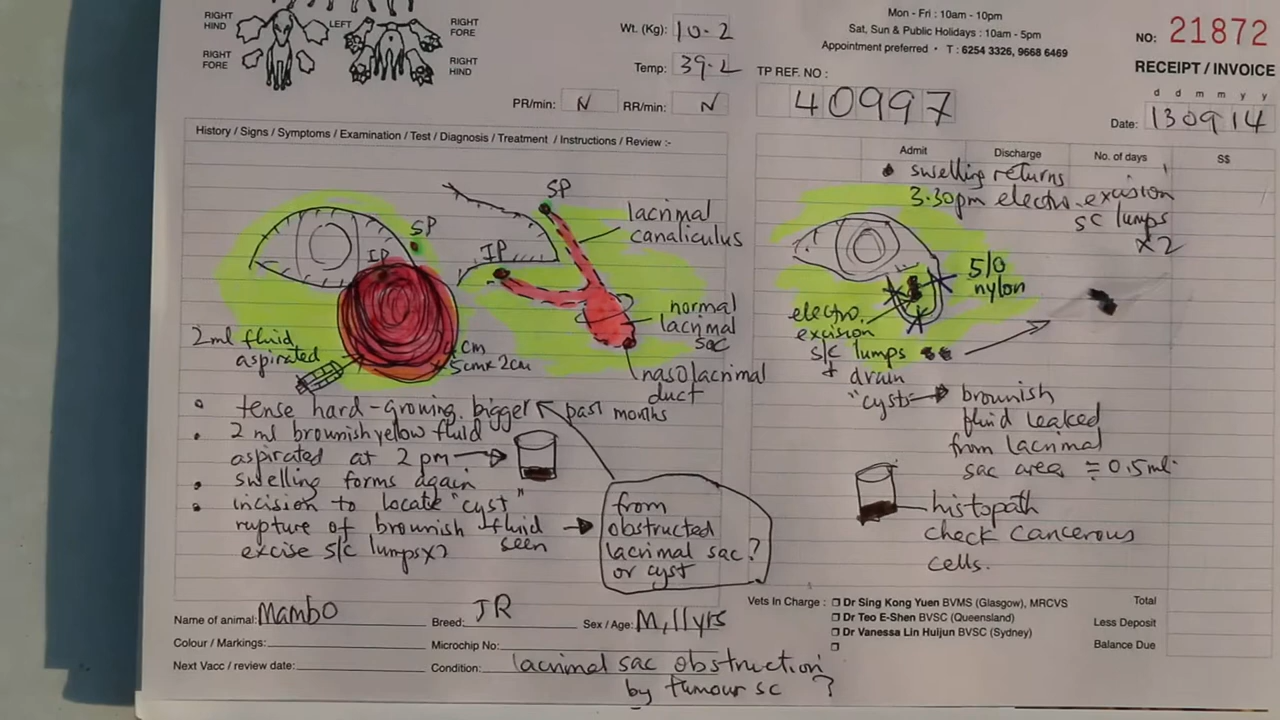 RIGHT HIND
LEFT
RIGHT FORE
RIGHT FORE
RIGHT HIND
Wt. (Kg): 10.2
Temp: 39.2
PR/min: N
RR/min: N
Mon - Fri : 10am - 10pm
Sat, Sun & Public Holidays : 10am - 5pm
Appointment preferred • T : 6254 3326, 9668 6469
NO: 21872
RECEIPT / INVOICE
TP REF. NO :
40997
d d m m y y
Date: 130914
History / Signs / Symptoms / Examination / Test / Diagnosis / Treatment / Instructions / Review :-
SP
IP
2ml fluid
aspirated
cm
5cm x 2cm
SP
IP
lacrimal
canaliculus
normal
lacrimal
sac
nasolacrimal
duct
• tense hard - growing bigger past months
• 2 ml brownish yellow fluid
aspirated at 2 pm
• swelling forms again
• incision to locate "cyst"
rupture of brownish fluid
seen
excise s/c lumps x2
from
obstructed
lacrimal sac?
or cyst
Admit
Discharge
No. of days
S$
• swelling returns
3.30pm electro-excision
sc lumps
x2
5/0
nylon
electro.
excision
s/c lumps
+ drain
"cysts"
brownish
fluid leaked
from lacrimal
sac area ≒ 0.5ml.
histopath
check cancerous
cells.
Name of animal: Mambo
Breed: JR
Sex / Age: M, 11yrs
Colour / Markings:
Microchip No:
Next Vacc / review date:
Condition: lacrimal sac obstruction
by tumour sc ?
Vets In Charge :
Dr Sing Kong Yuen BVMS (Glasgow), MRCVS
Dr Teo E-Shen BVSC (Queensland)
Dr Vanessa Lin Huijun BVSC (Sydney)
Total
Less Deposit
Balance Due